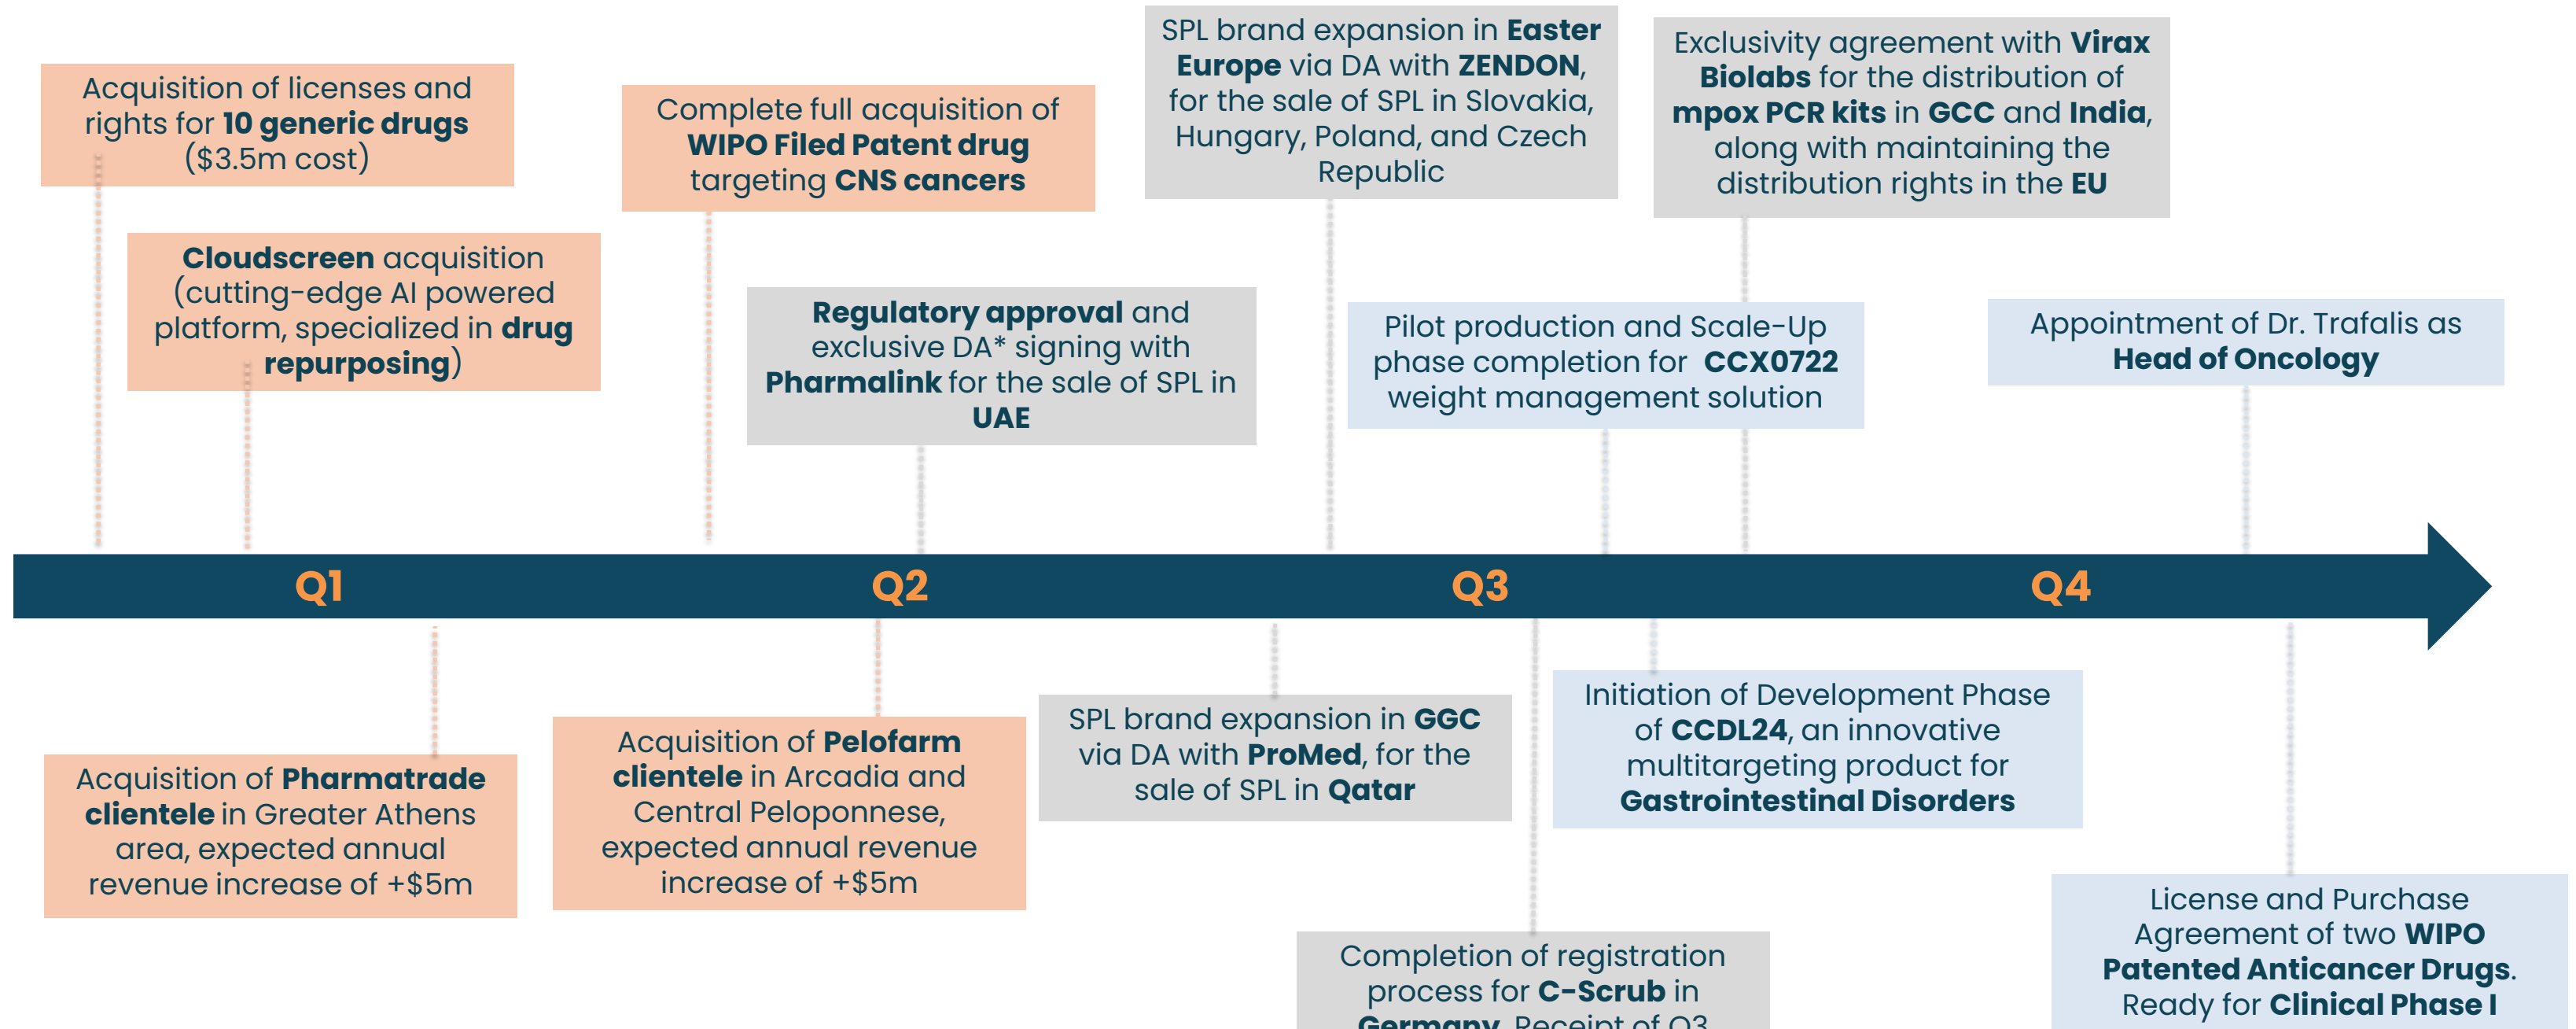 Acquisition of licenses and
rights for 10 generic drugs
($3.5m cost)
Cloudscreen acquisition
(cutting-edge AI powered
platform, specialized in drug
repurposing)
Complete full acquisition of
WIPO Filed Patent drug
targeting CNS cancers
Regulatory approval and
exclusive DA* signing with
Pharmalink for the sale of SPL in
UAE
SPL brand expansion in Easter
Europe via DA with ZENDON,
for the sale of SPL in Slovakia,
Hungary, Poland, and Czech
Republic
Exclusivity agreement with Virax
Biolabs for the distribution of
mpox PCR kits in GCC and India,
along with maintaining the
distribution rights in the EU
Pilot production and Scale-Up
phase completion for CCX0722
weight management solution
Appointment of Dr. Trafalis as
Head of Oncology
Q1
Q2
Q3
Q4
Acquisition of Pharmatrade
clientele in Greater Athens
area, expected annual
revenue increase of +$5m
Acquisition of Pelofarm
clientele in Arcadia and
Central Peloponnese,
expected annual revenue
increase of +$5m
SPL brand expansion in GGC
via DA with ProMed, for the
sale of SPL in Qatar
Initiation of Development Phase
of CCDL24, an innovative
multitargeting product for
Gastrointestinal Disorders
Completion of registration
process for C-Scrub in
Germany. Receipt of Q3
License and Purchase
Agreement of two WIPO
Patented Anticancer Drugs.
Ready for Clinical Phase I